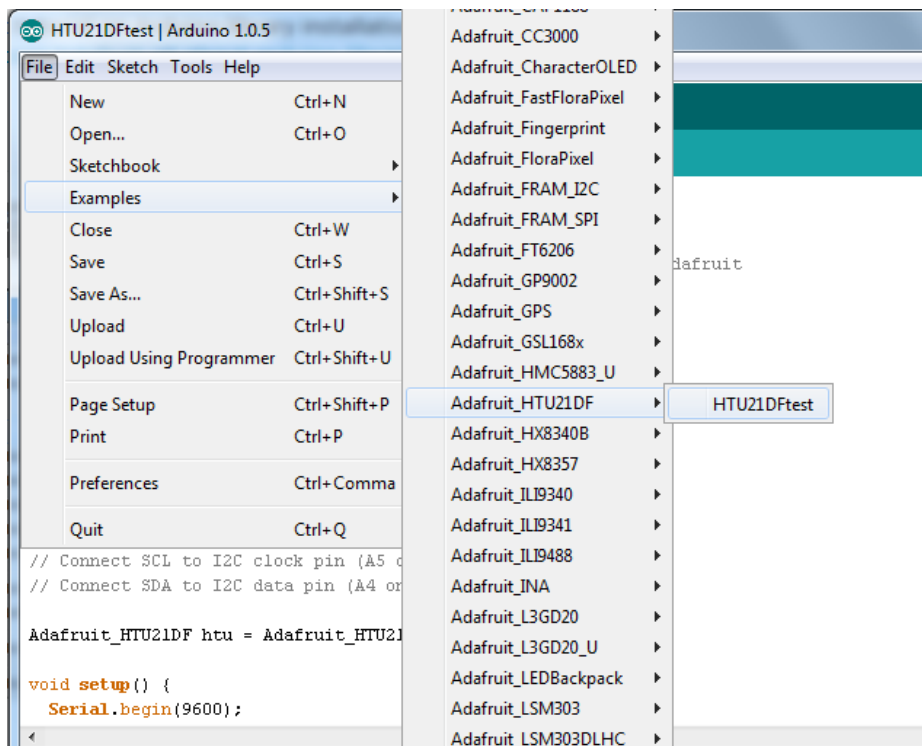 HTU21DFtest | Arduino 1.0.5
File Edit Sketch Tools Help
New Ctrl+N
Open... Ctrl+O
Sketchbook
Examples
Close Ctrl+W
Save Ctrl+S
Save As... Ctrl+Shift+S
Upload Ctrl+U
Upload Using Programmer Ctrl+Shift+U
Page Setup Ctrl+Shift+P
Print Ctrl+P
Preferences Ctrl+Comma
Quit Ctrl+Q
Adafruit_CC3000
Adafruit_CharacterOLED
Adafruit_FastFloraPixel
Adafruit_Fingerprint
Adafruit_FloraPixel
Adafruit_FRAM_I2C
Adafruit_FRAM_SPI
Adafruit_FT6206
Adafruit_GP9002
Adafruit_GPS
Adafruit_GSL168x
Adafruit_HMC5883_U
Adafruit_HTU21DF
Adafruit_HX8340B
Adafruit_HX8357
Adafruit_ILI9340
Adafruit_ILI9341
Adafruit_ILI9488
Adafruit_INA
Adafruit_L3GD20
Adafruit_L3GD20_U
Adafruit_LEDBackpack
Adafruit_LSM303
Adafruit_LSM303DLHC
HTU21DFtest
dafruit
// Connect SCL to I2C clock pin (A5
// Connect SDA to I2C data pin (A4 on
Adafruit_HTU21DF htu = Adafruit_HTU21
void setup() {
Serial.begin(9600);